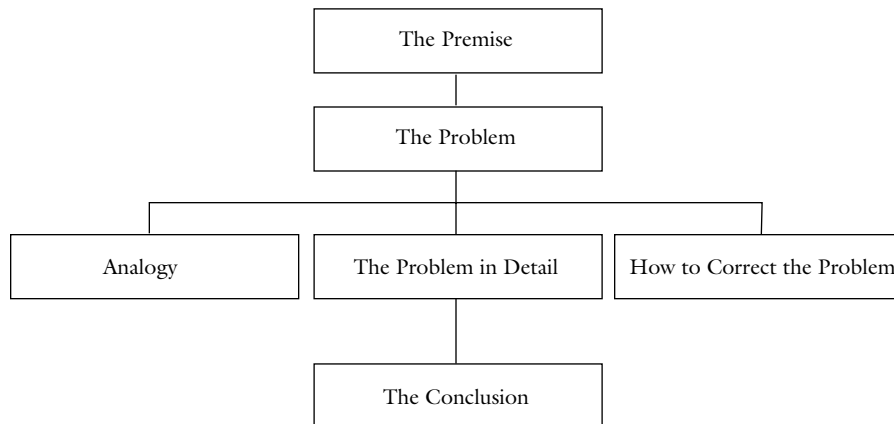 The Premise
The Problem
Analogy
The Problem in Detail
How to Correct the Problem
The Conclusion